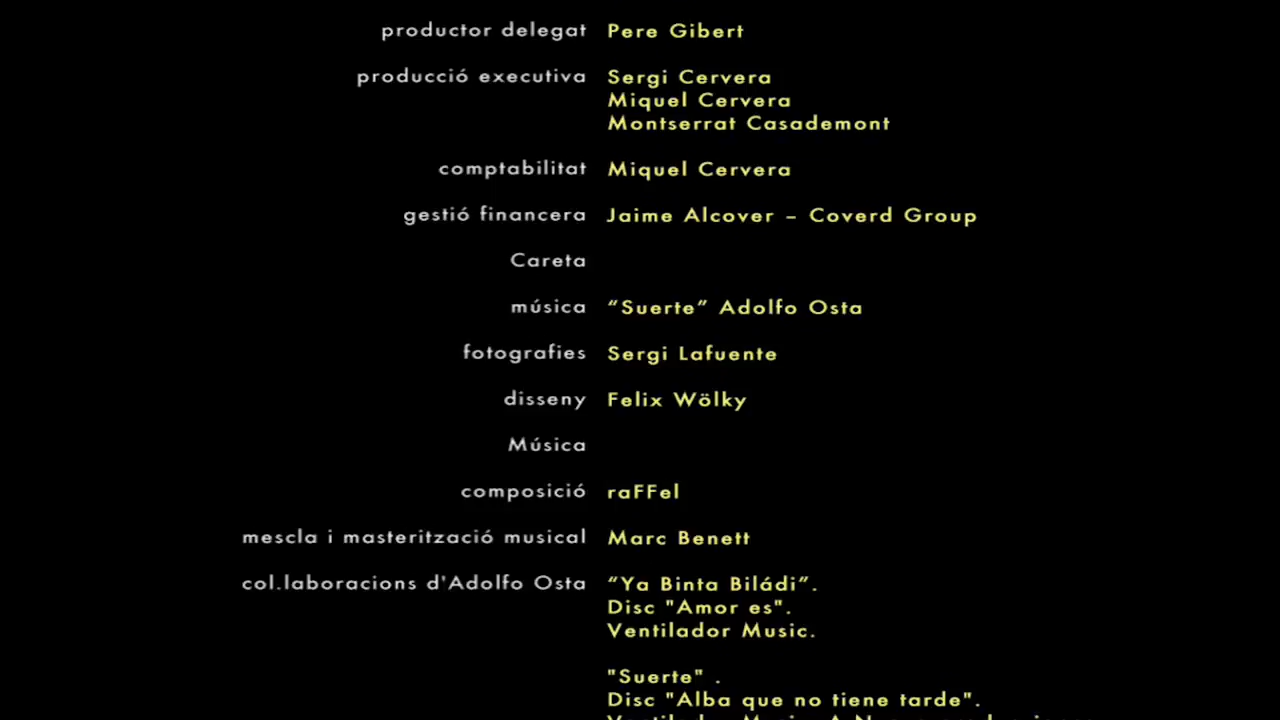 productor delegat Pere Gibert
producció executiva Sergi Cervera
Miquel Cervera
Montserrat Casademont
comptabilitat Miquel Cervera
gestió financera Jaime Alcover – Coverd Group
Careta
música “Suerte” Adolfo Osta
fotografies Sergi Lafuente
disseny Felix Wölky
Música
composició raFFel
mescla i masterització musical Marc Benett
col.laboracions d'Adolfo Osta “Ya Binta Biládi”.
Disc "Amor es".
Ventilador Music.
"Suerte" .
Disc "Alba que no tiene tarde".